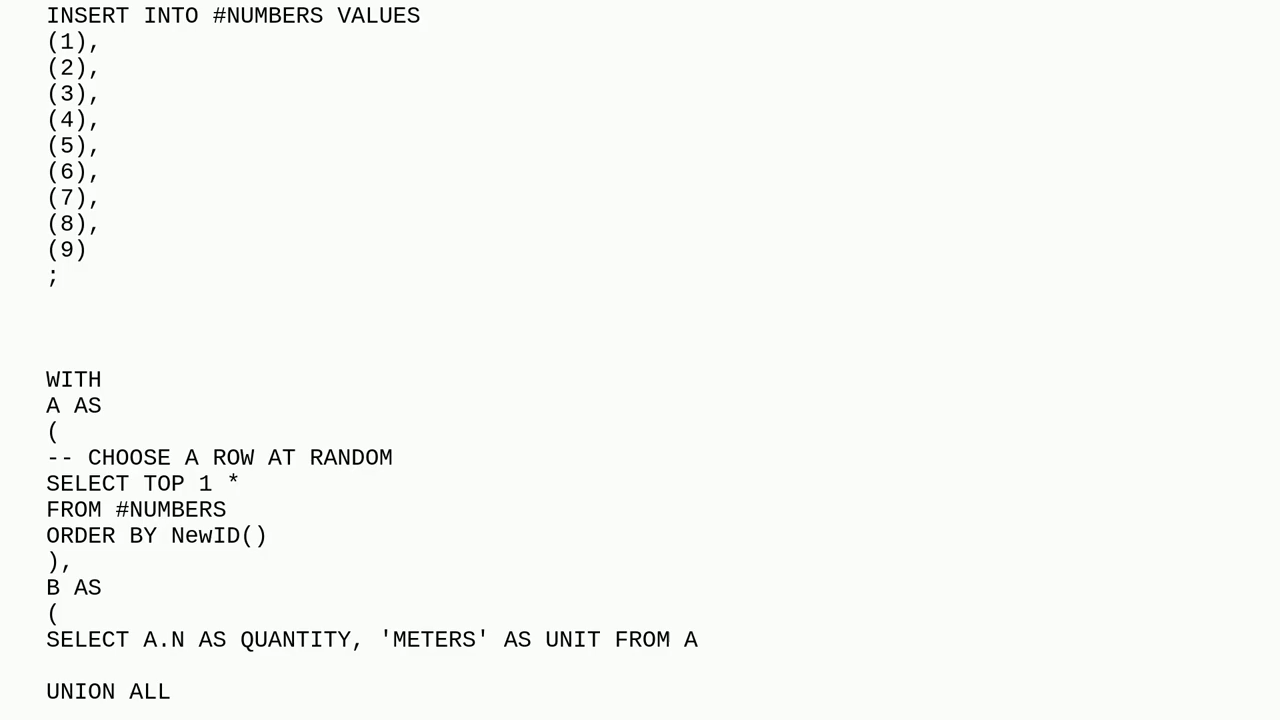 INSERT INTO #NUMBERS VALUES
(1),
(2),
(3),
(4),
(5),
(6),
(7),
(8),
(9)
;
WITH
A AS
(
-- CHOOSE A ROW AT RANDOM
SELECT TOP 1 *
FROM #NUMBERS
ORDER BY NewID()
),
B AS
(
SELECT A.N AS QUANTITY, 'METERS' AS UNIT FROM A
UNION ALL